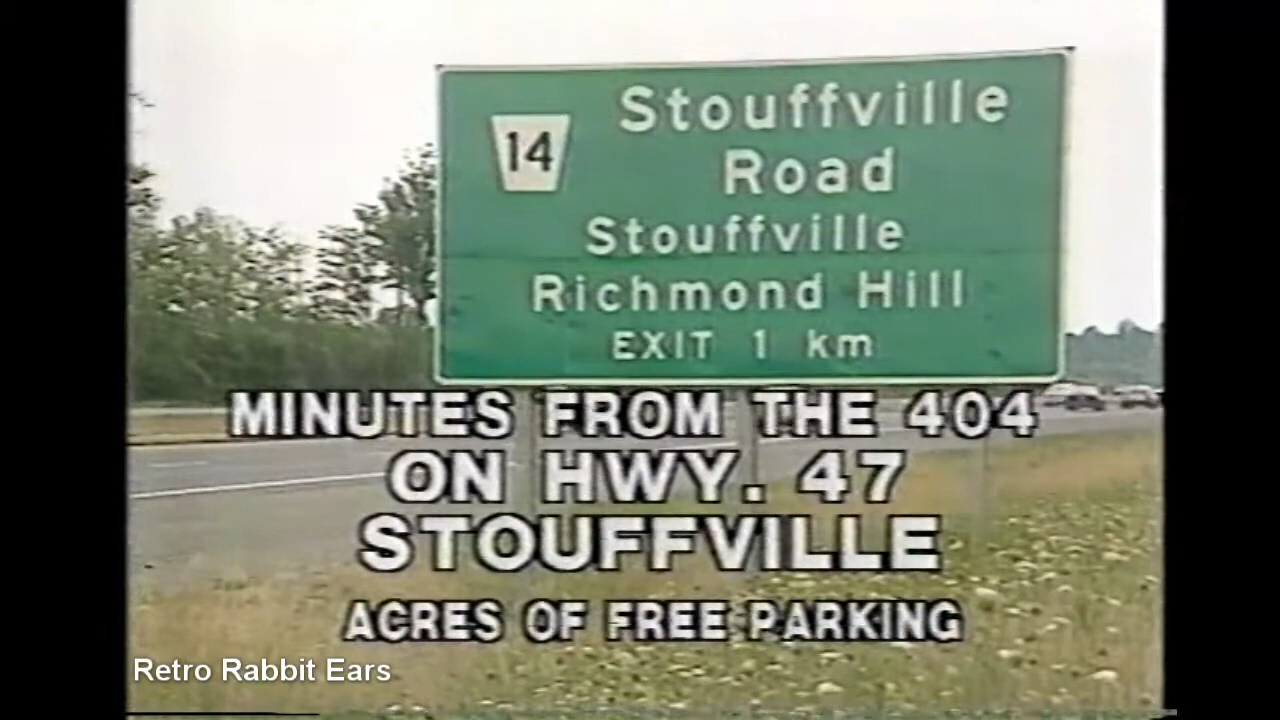 14
Stouffville
Road
Stouffville
Richmond Hill
EXIT 1 km
MINUTES FROM THE 404
ON HWY. 47
STOUFFVILLE
ACRES OF FREE PARKING
Retro Rabbit Ears